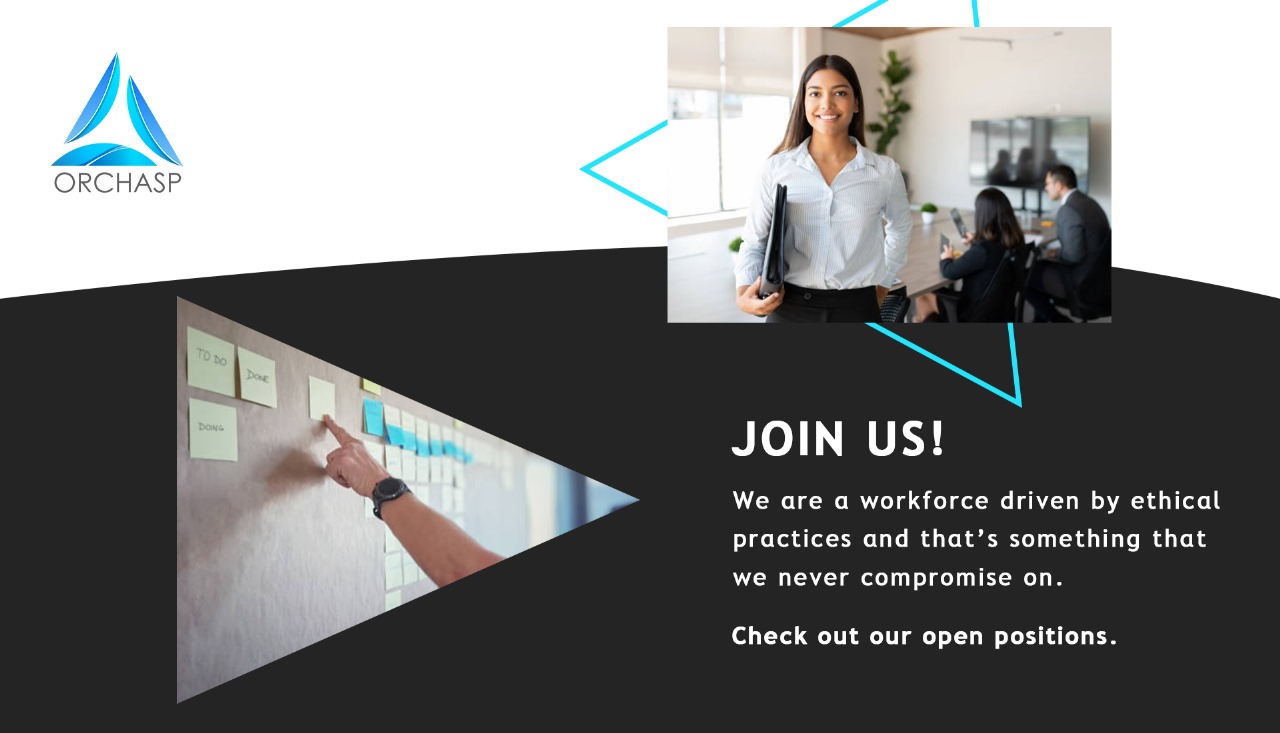 ORCHASP
TO DO
DONE
DOING
JOIN US!
We are a workforce driven by ethical
practices and that’s something that
we never compromise on.
Check out our open positions.